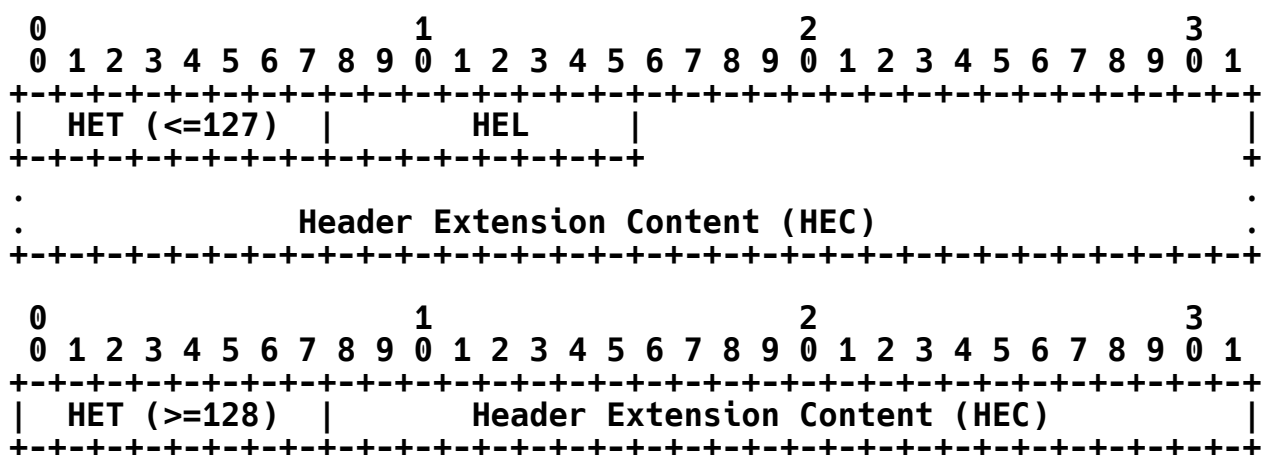 0                   1                   2                   3
 0 1 2 3 4 5 6 7 8 9 0 1 2 3 4 5 6 7 8 9 0 1 2 3 4 5 6 7 8 9 0 1
+-+-+-+-+-+-+-+-+-+-+-+-+-+-+-+-+-+-+-+-+-+-+-+-+-+-+-+-+-+-+-+-+
|  HET (<=127)  |       HEL     |                               |
+-+-+-+-+-+-+-+-+-+-+-+-+-+-+-+-+                               +
.                                                               .
.              Header Extension Content (HEC)                   .
+-+-+-+-+-+-+-+-+-+-+-+-+-+-+-+-+-+-+-+-+-+-+-+-+-+-+-+-+-+-+-+-+

 0                   1                   2                   3
 0 1 2 3 4 5 6 7 8 9 0 1 2 3 4 5 6 7 8 9 0 1 2 3 4 5 6 7 8 9 0 1
+-+-+-+-+-+-+-+-+-+-+-+-+-+-+-+-+-+-+-+-+-+-+-+-+-+-+-+-+-+-+-+-+
|  HET (>=128)  |       Header Extension Content (HEC)          |
+-+-+-+-+-+-+-+-+-+-+-+-+-+-+-+-+-+-+-+-+-+-+-+-+-+-+-+-+-+-+-+-+